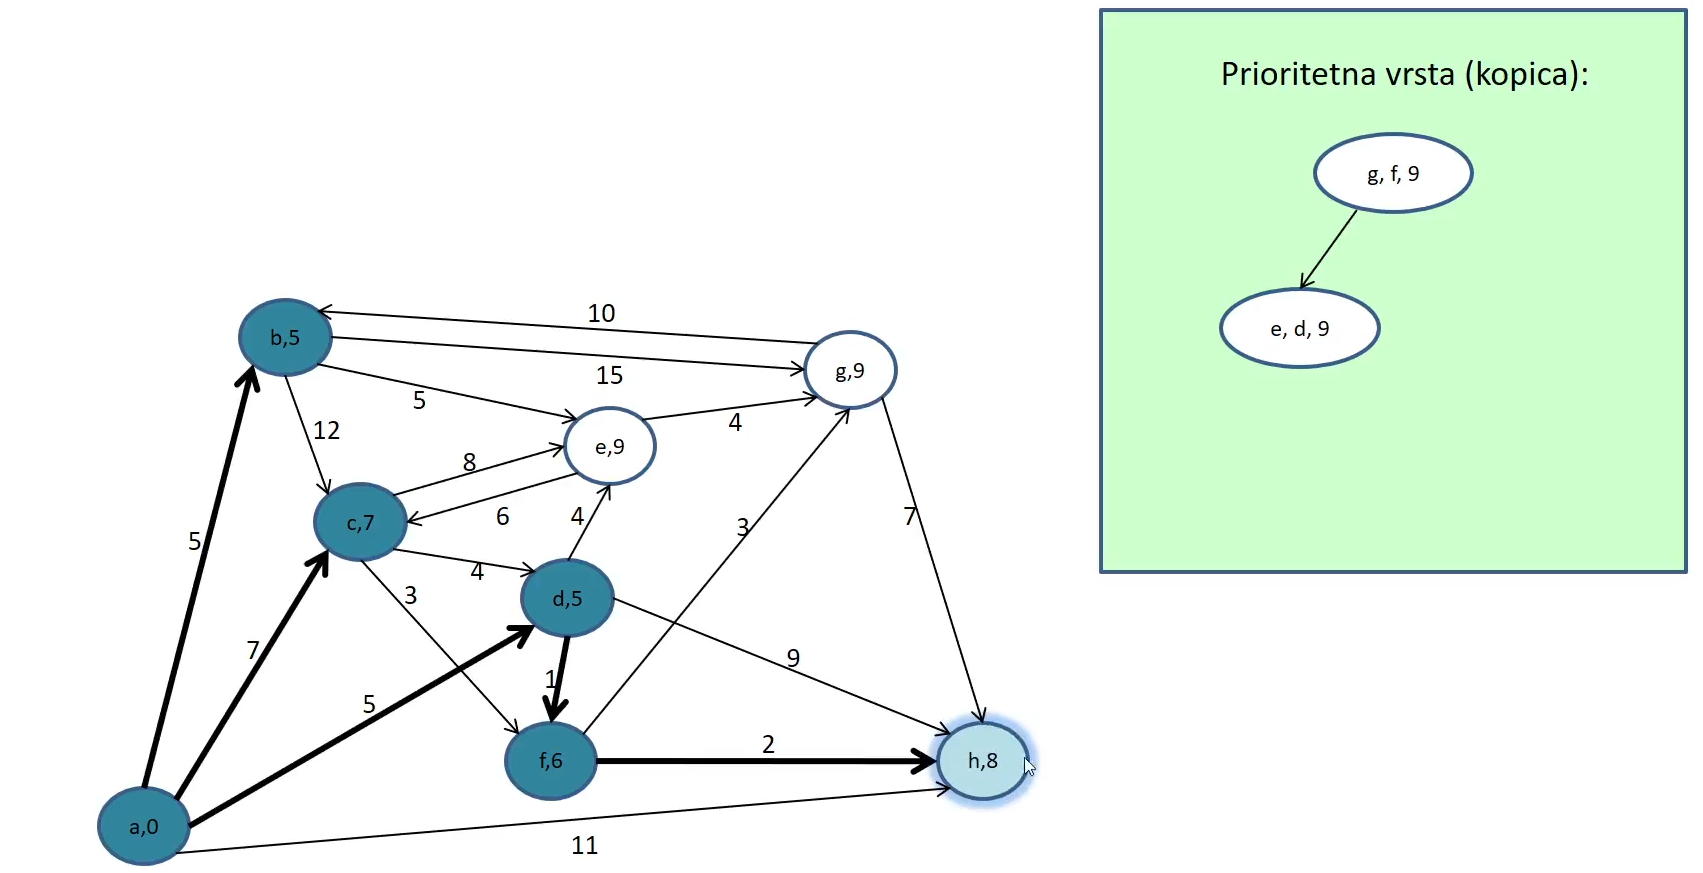 Prioritetna vrsta (kopica):
g, f, 9
e, d, 9
10
b,5
15
g,9
5
4
12
e,9
8
6
4
3
7
c,7
5
4
3
d,5
7
9
1
5
2
f,6
h,8
a,0
11